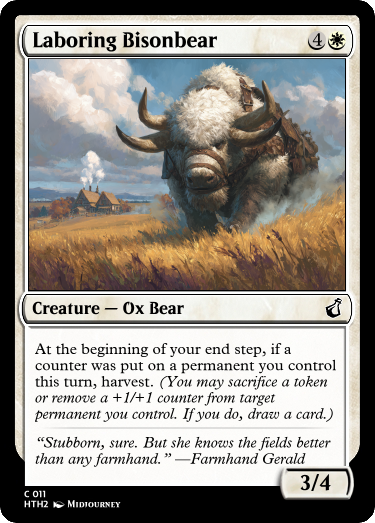 Laboring Bisonbear 4
Creature — Ox Bear
At the beginning of your end step, if a
counter was put on a permanent you control
this turn, harvest. (You may sacrifice a token
or remove a +1/+1 counter from target
permanent you control. If you do, draw a card.)
“Stubborn, sure. But she knows the fields better
than any farmhand.” —Farmhand Gerald
3/4
C 011
HTH2 Midjourney